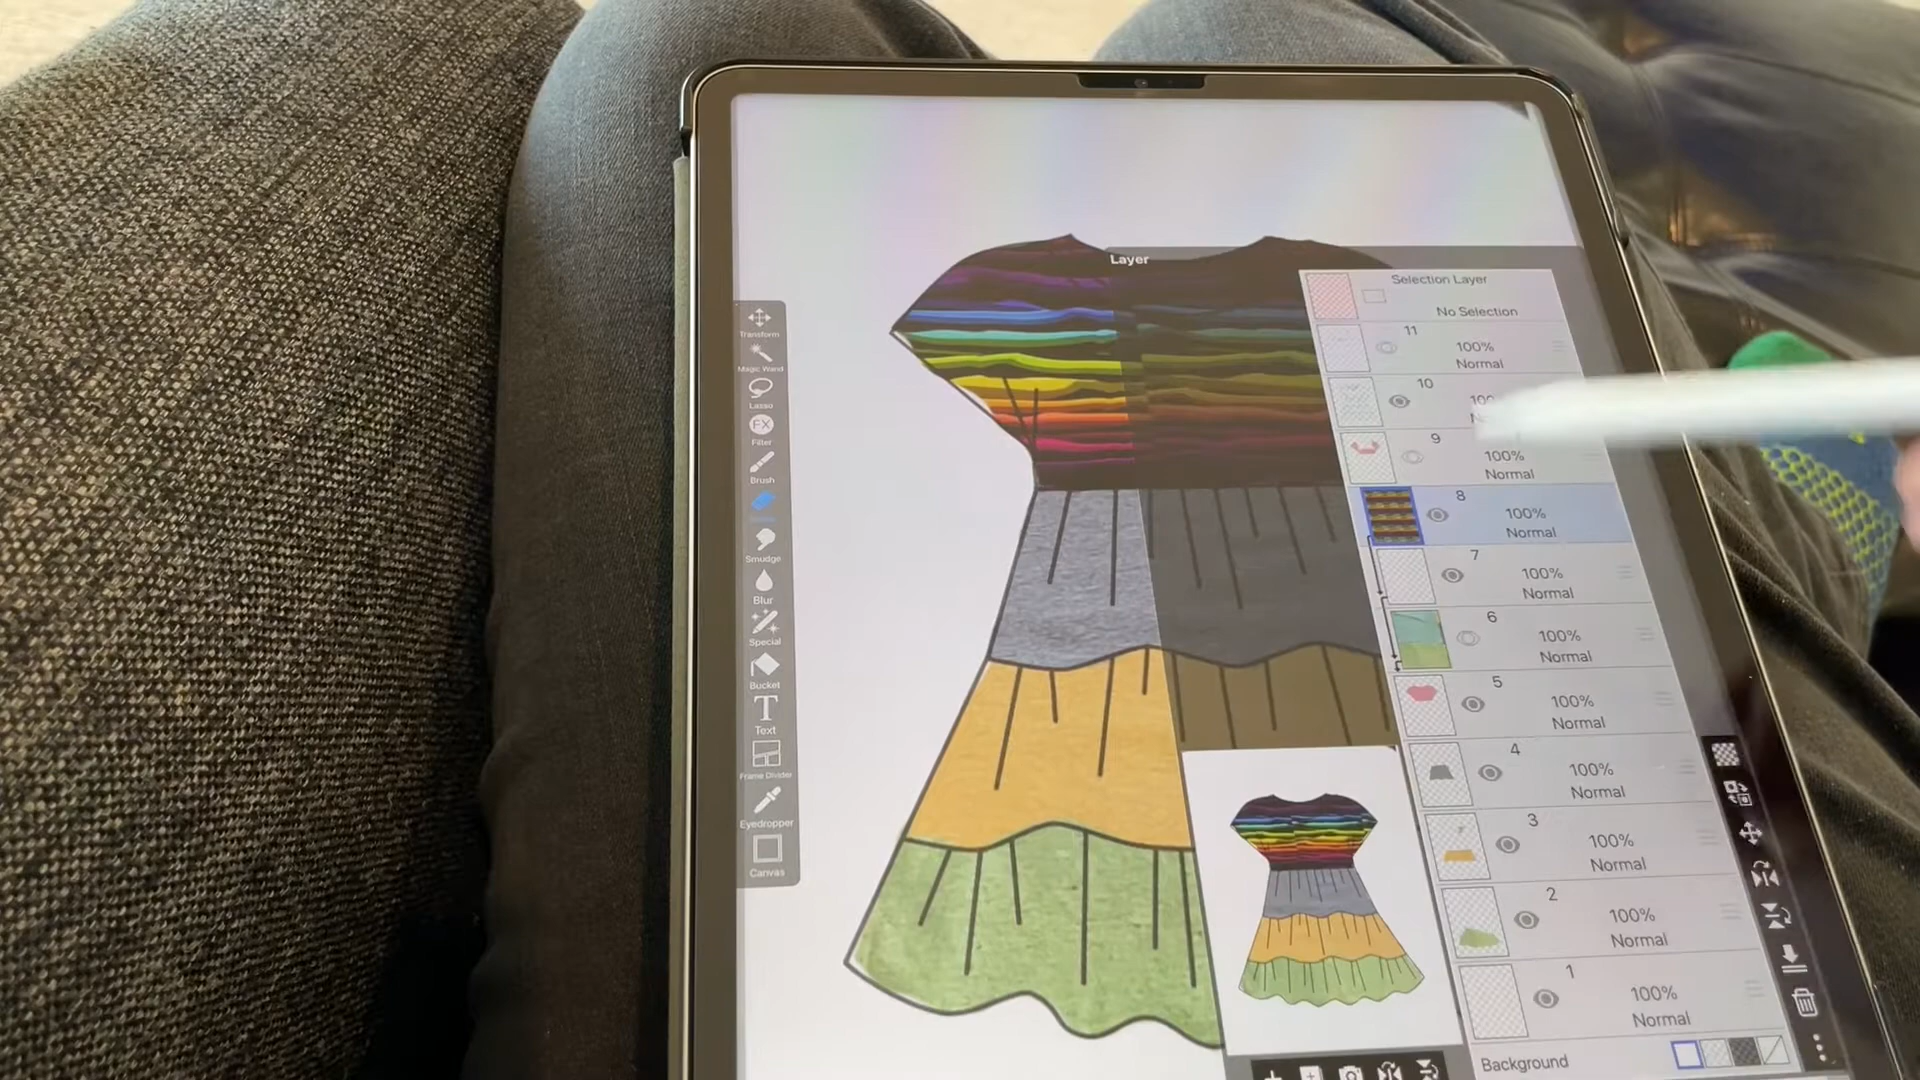 Layer
Selection Layer
No Selection
11
100%
Normal
10
9
100%
Normal
8
100%
Normal
7
100%
Normal
6
100%
Normal
5
100%
Normal
4
100%
Normal
3
100%
Normal
2
100%
Normal
1
100%
Normal
Background
Transform
Magic Wand
Lasso
FX
Filter
Brush
Smudge
Blur
Special
Bucket
T
Text
Frame Divider
Eyedropper
Canvas